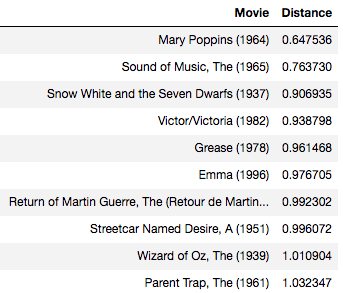 Movie Distance
Mary Poppins (1964) 0.647536
Sound of Music, The (1965) 0.763730
Snow White and the Seven Dwarfs (1937) 0.906935
Victor/Victoria (1982) 0.938798
Grease (1978) 0.961468
Emma (1996) 0.976705
Return of Martin Guerre, The (Retour de Martin... 0.992302
Streetcar Named Desire, A (1951) 0.996072
Wizard of Oz, The (1939) 1.010904
Parent Trap, The (1961) 1.032347